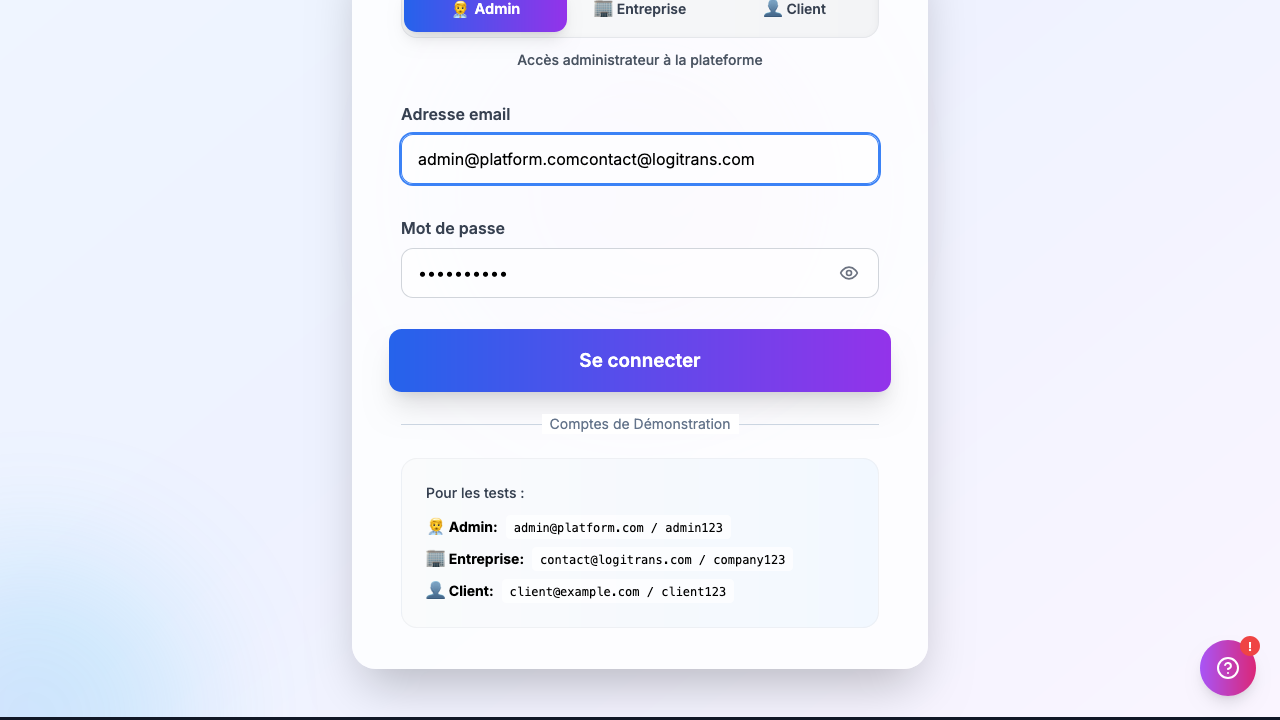 Admin Entreprise Client
Accès administrateur à la plateforme
Adresse email
admin@platform.comcontact@logitrans.com
Mot de passe
••••••••••
Se connecter
Comptes de Démonstration
Pour les tests :
Admin: admin@platform.com / admin123
Entreprise: contact@logitrans.com / company123
Client: client@example.com / client123
!
?